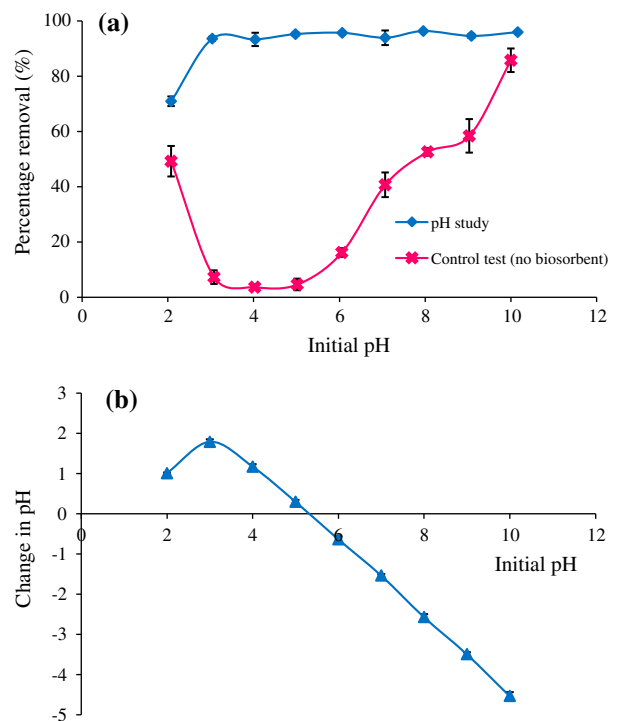 (a)
100
80
60
40
20
0
Percentage removal (%)
pH study
Control test (no biosorbent)
0 2 4 6 8 10 12
Initial pH
(b)
3
2
1
0
-1
-2
-3
-4
-5
Change in pH
0 2 4 6 8 10 12
Initial pH